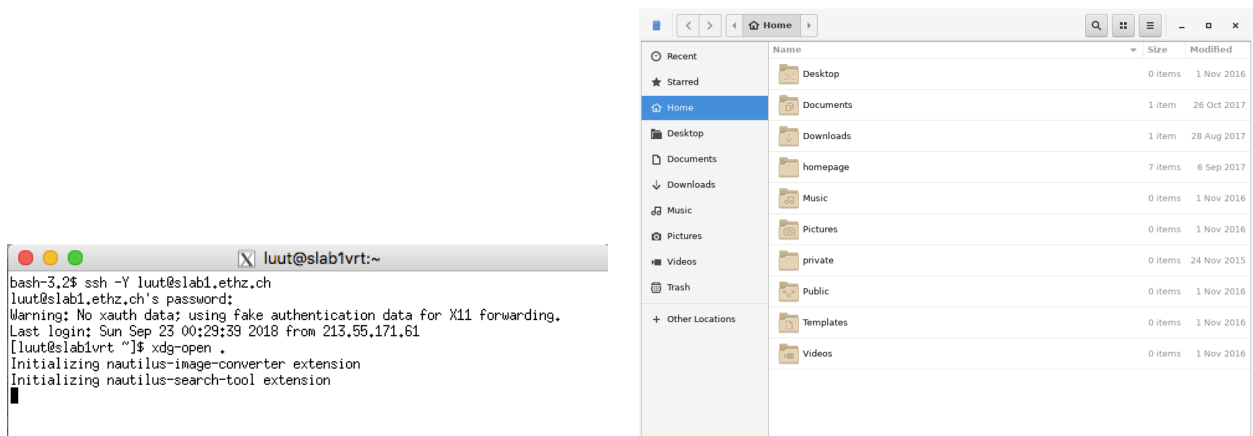 luut@slab1vrt:~
bash-3.2$ ssh -Y luut@slab1.ethz.ch
luut@slab1.ethz.ch's password:
Warning: No xauth data; using fake authentication data for X11 forwarding.
Last login: Sun Sep 23 00:29:39 2018 from 213.55.171.61
[luut@slab1vrt ~]$ xdg-open .
Initializing nautilus-image-converter extension
Initializing nautilus-search-tool extension
Home
Recent
Starred
Home
Desktop
Documents
Downloads
Music
Pictures
Videos
Trash
+ Other Locations
Name Size Modified
Desktop 0 items 1 Nov 2016
Documents 1 item 26 Oct 2017
Downloads 1 item 28 Aug 2017
homepage 7 items 6 Sep 2017
Music 0 items 1 Nov 2016
Pictures 0 items 1 Nov 2016
private 0 items 24 Nov 2015
Public 0 items 1 Nov 2016
Templates 0 items 1 Nov 2016
Videos 0 items 1 Nov 2016